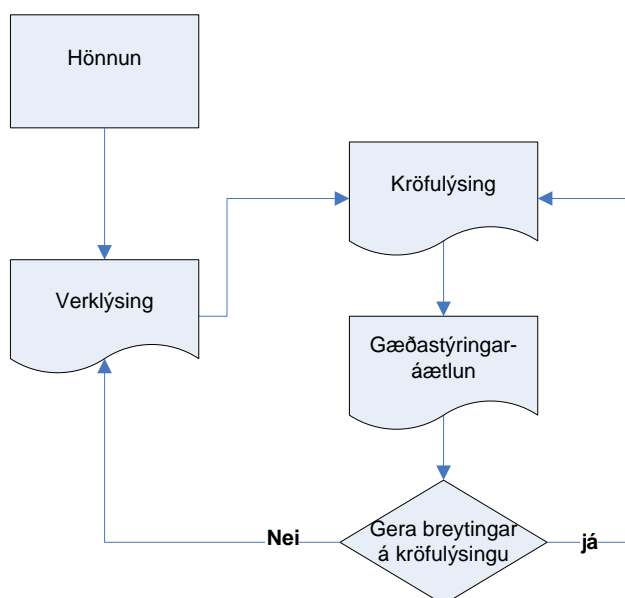 Hönnun
Kröfulýsing
Verklýsing
Gæðastýringar-
áætlun
Gera breytingar
á kröfulýsingu
Nei
já